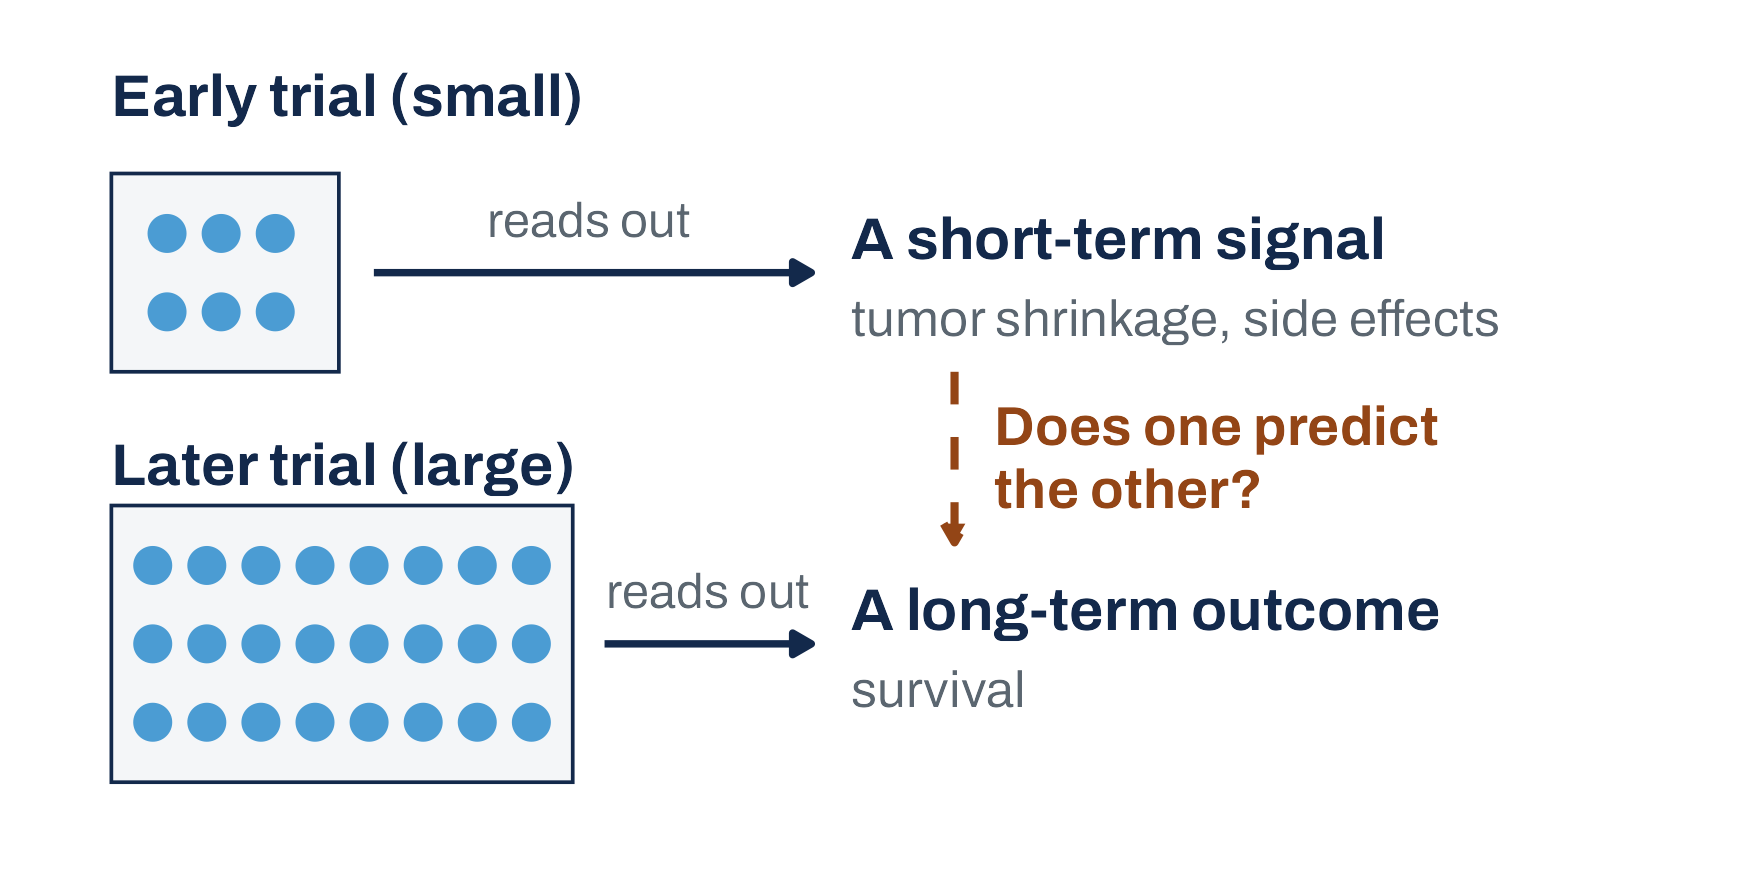 Early trial (small)
reads out
A short-term signal
tumor shrinkage, side effects
Does one predict
the other?
Later trial (large)
reads out
A long-term outcome
survival